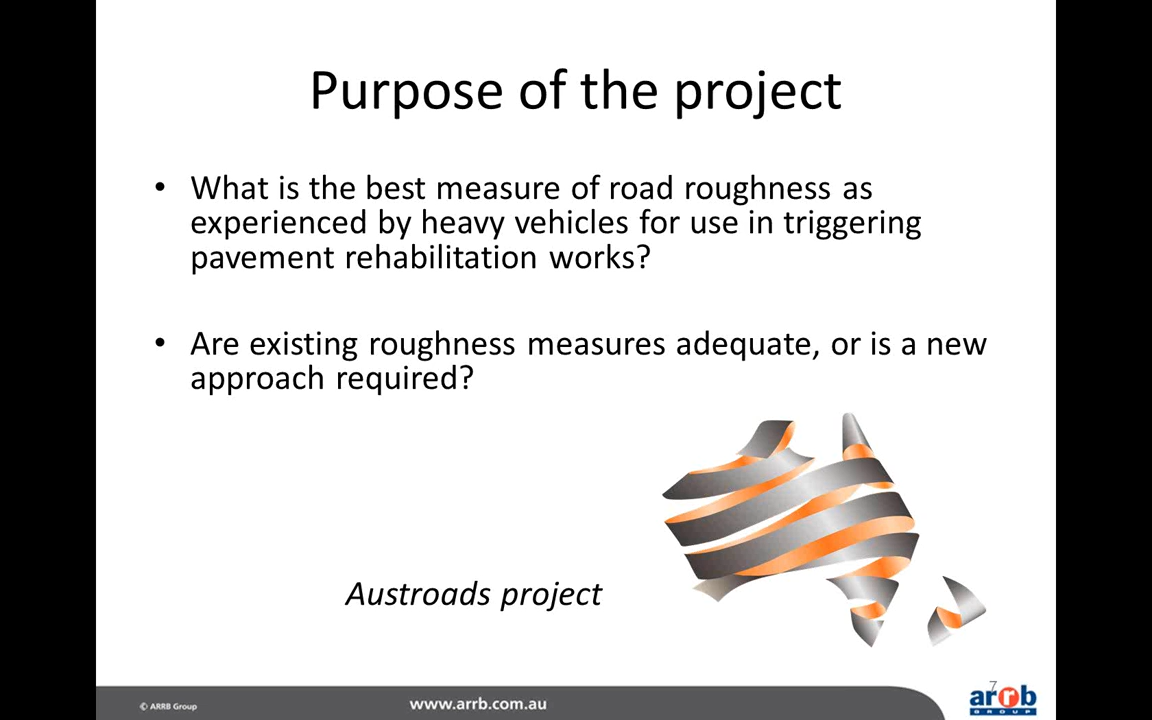 Purpose of the project
• What is the best measure of road roughness as
experienced by heavy vehicles for use in triggering
pavement rehabilitation works?
• Are existing roughness measures adequate, or is a new
approach required?
Austroads project
© ARRB Group
www.arrb.com.au
7
arrb
GROUP